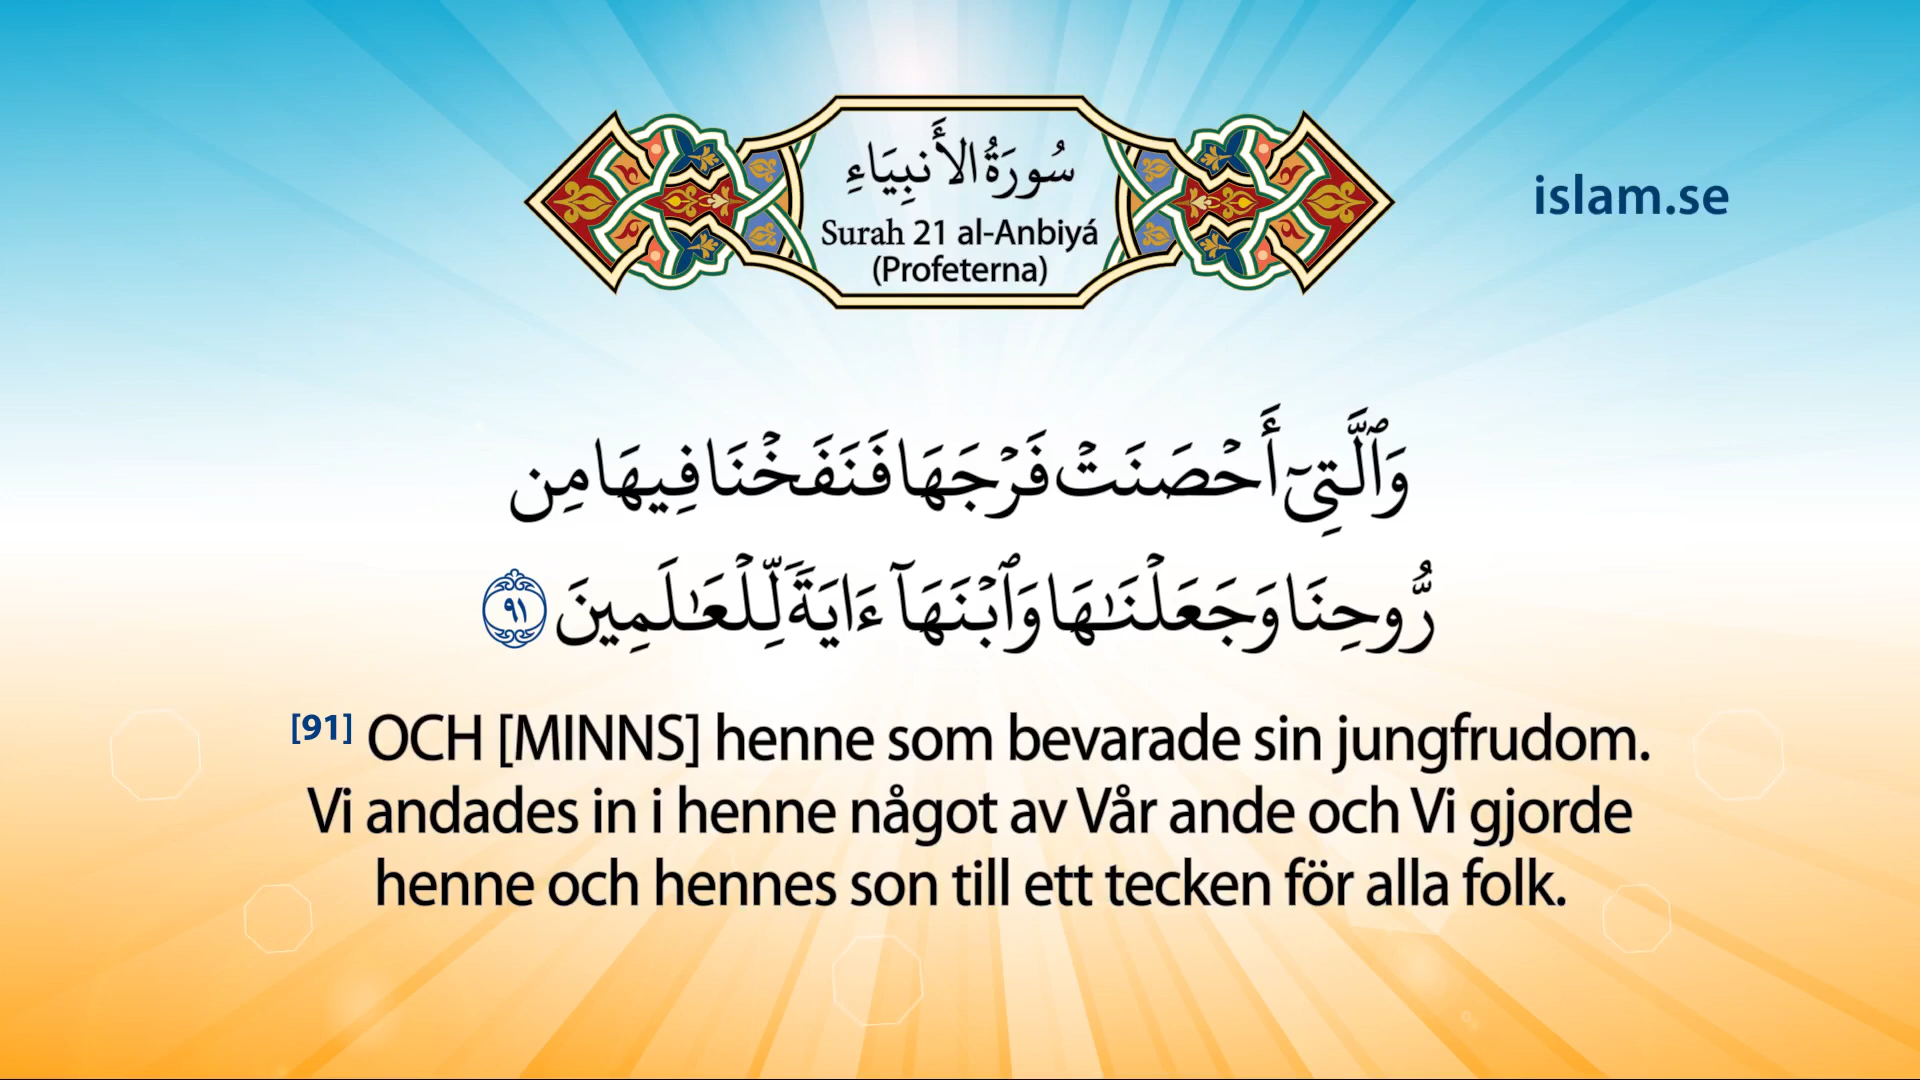 سُورَةُ الأَنبِيَاءِ
Surah 21 al-Anbiyá
(Profeterna)
islam.se
وَٱلَّتِىٓ أَحْصَنَتْ فَرْجَهَا فَنَفَخْنَا فِيهَا مِن
رُّوحِنَا وَجَعَلْنَـٰهَا وَٱبْنَهَآ ءَايَةً لِّلْعَـٰلَمِينَ ٩١
[91] OCH [MINNS] henne som bevarade sin jungfrudom.
Vi andades in i henne något av Vår ande och Vi gjorde
henne och hennes son till ett tecken för alla folk.